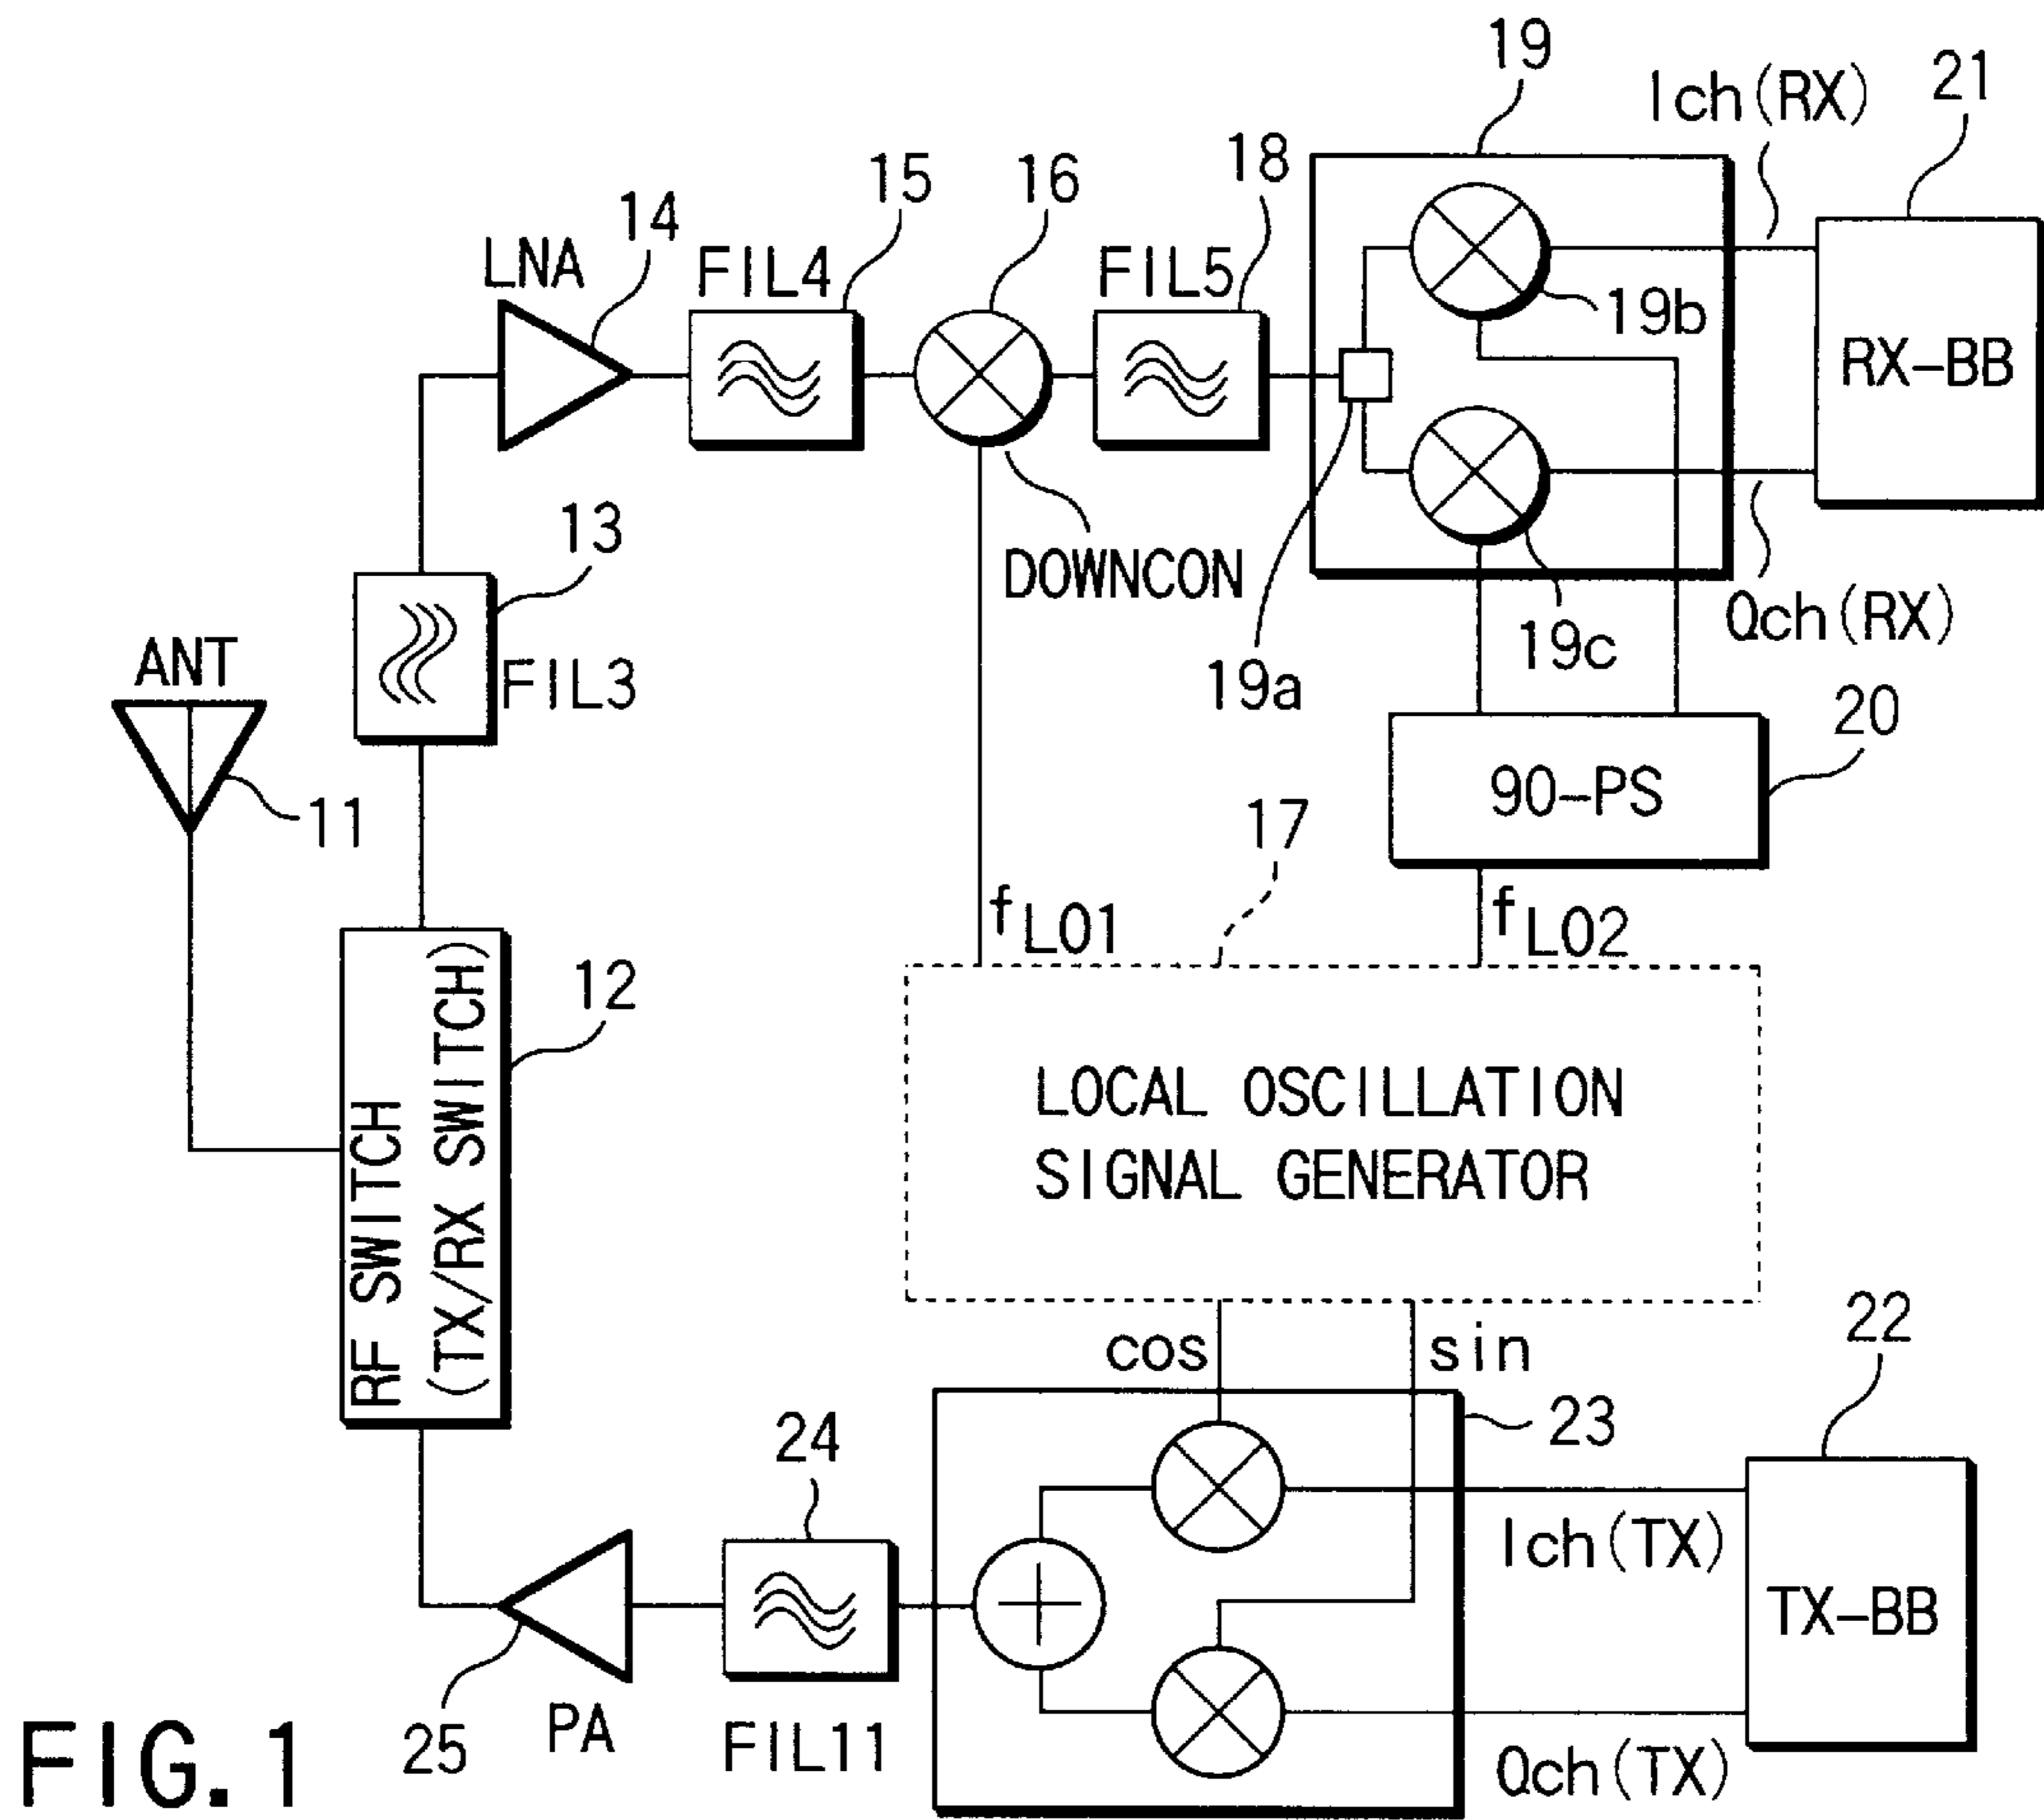 19
Ich(RX)
21
15
16
18
14
LNA
FIL4
FIL5
19b
RX-BB
13
DOWNCON
Qch(RX)
19c
19a
FIL3
ANT
20
90-PS
11
17
fLO1
fLO2
12
RF SWITCH
(TX/RX SWITCH)
LOCAL OSCILLATION
SIGNAL GENERATOR
cos
sin
22
23
24
Ich(TX)
TX-BB
25
PA
FIL11
Qch(TX)
FIG.1